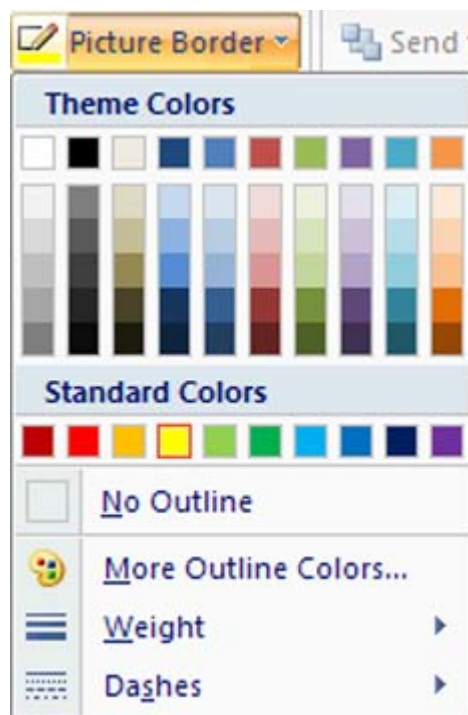 Picture Border
Send
Theme Colors
Standard Colors
No Outline
More Outline Colors...
Weight
Dashes